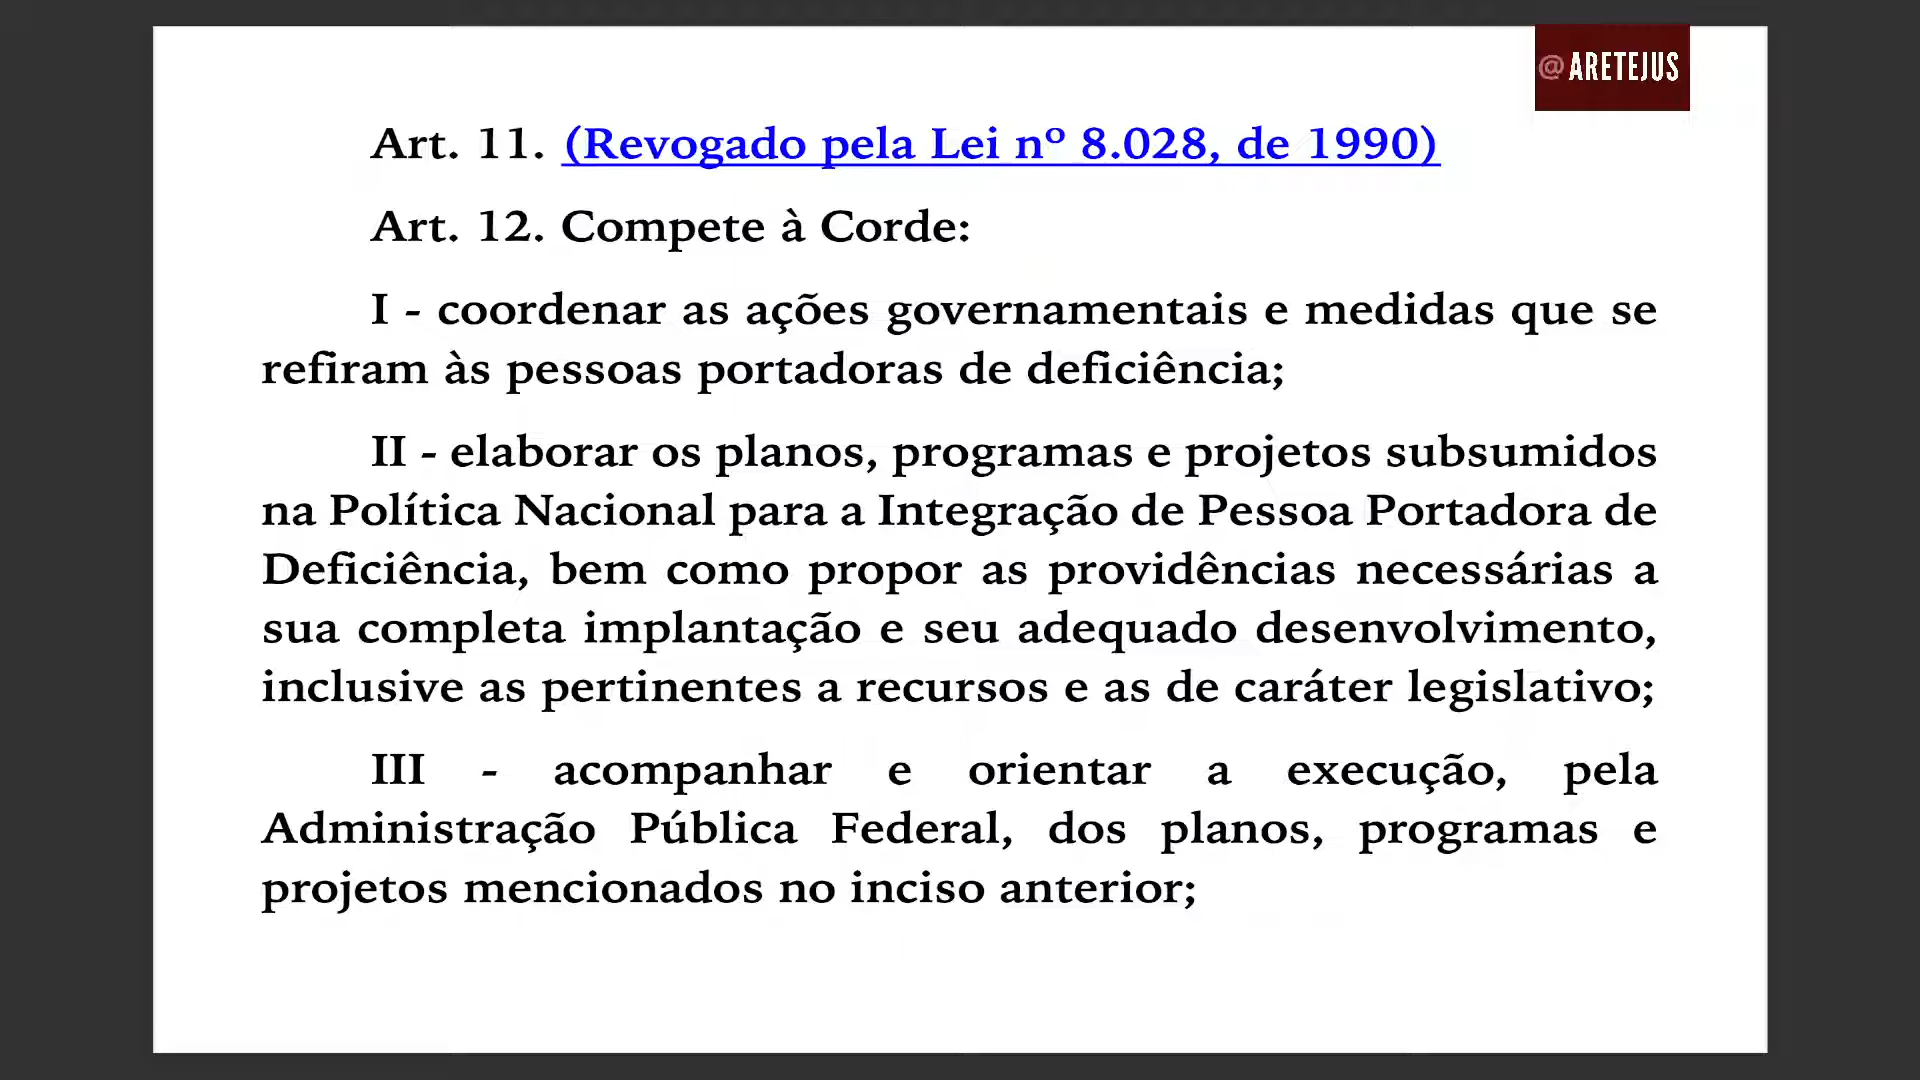 @ARETEJUS
Art. 11. (Revogado pela Lei nº 8.028, de 1990)
Art. 12. Compete à Corde:
I - coordenar as ações governamentais e medidas que se
refiram às pessoas portadoras de deficiência;
II - elaborar os planos, programas e projetos subsumidos
na Política Nacional para a Integração de Pessoa Portadora de
Deficiência, bem como propor as providências necessárias a
sua completa implantação e seu adequado desenvolvimento,
inclusive as pertinentes a recursos e as de caráter legislativo;
III - acompanhar e orientar a execução, pela
Administração Pública Federal, dos planos, programas e
projetos mencionados no inciso anterior;